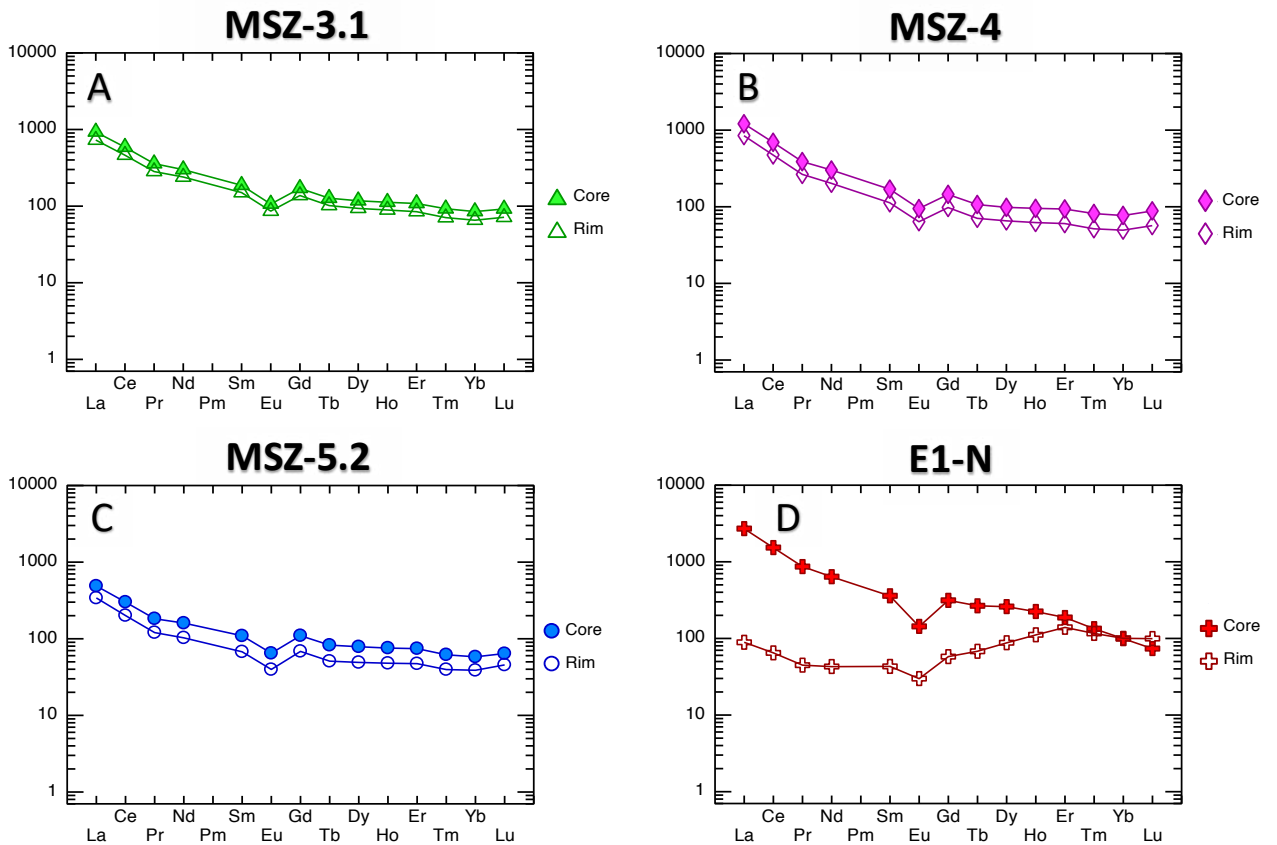 MSZ-3.1
A
10000
1000
100
10
1
Core
Rim
Ce Nd Sm Gd Dy Er Yb
La Pr Pm Eu Tb Ho Tm Lu
MSZ-4
B
10000
1000
100
10
1
Core
Rim
Ce Nd Sm Gd Dy Er Yb
La Pr Pm Eu Tb Ho Tm Lu
MSZ-5.2
C
10000
1000
100
10
1
Core
Rim
Ce Nd Sm Gd Dy Er Yb
La Pr Pm Eu Tb Ho Tm Lu
E1-N
D
10000
1000
100
10
1
Core
Rim
Ce Nd Sm Gd Dy Er Yb
La Pr Pm Eu Tb Ho Tm Lu